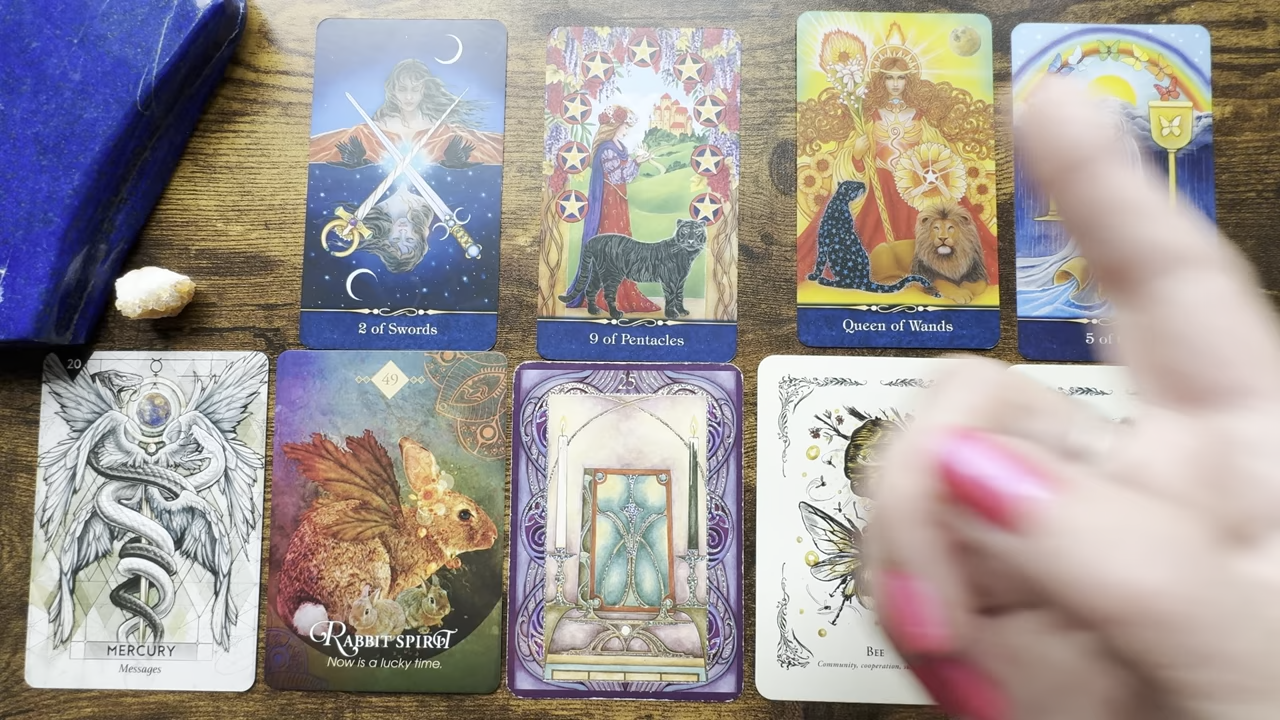 2 of Swords
9 of Pentacles
Queen of Wands
5 of
20
MERCURY
Messages
49
RABBIT SPIRIT
Now is a lucky time.
25
BEE
Community, cooperation,